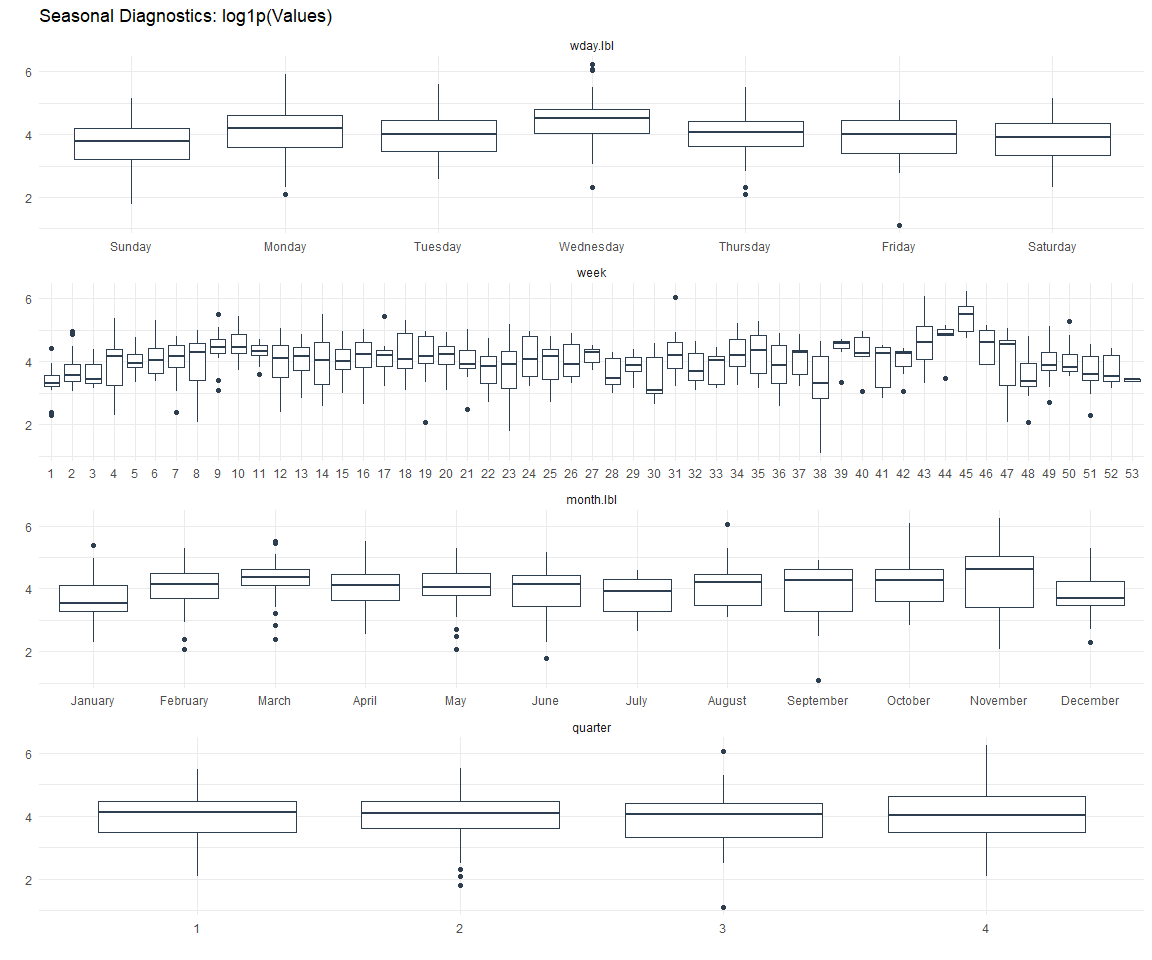 Seasonal Diagnostics: log1p(Values)
wday.lbl
6
4
2
Sunday Monday Tuesday Wednesday Thursday Friday Saturday
week
6
4
2
1 2 3 4 5 6 7 8 9 10 11 12 13 14 15 16 17 18 19 20 21 22 23 24 25 26 27 28 29 30 31 32 33 34 35 36 37 38 39 40 41 42 43 44 45 46 47 48 49 50 51 52 53
month.lbl
6
4
2
January February March April May June July August September October November December
quarter
6
4
2
1 2 3 4